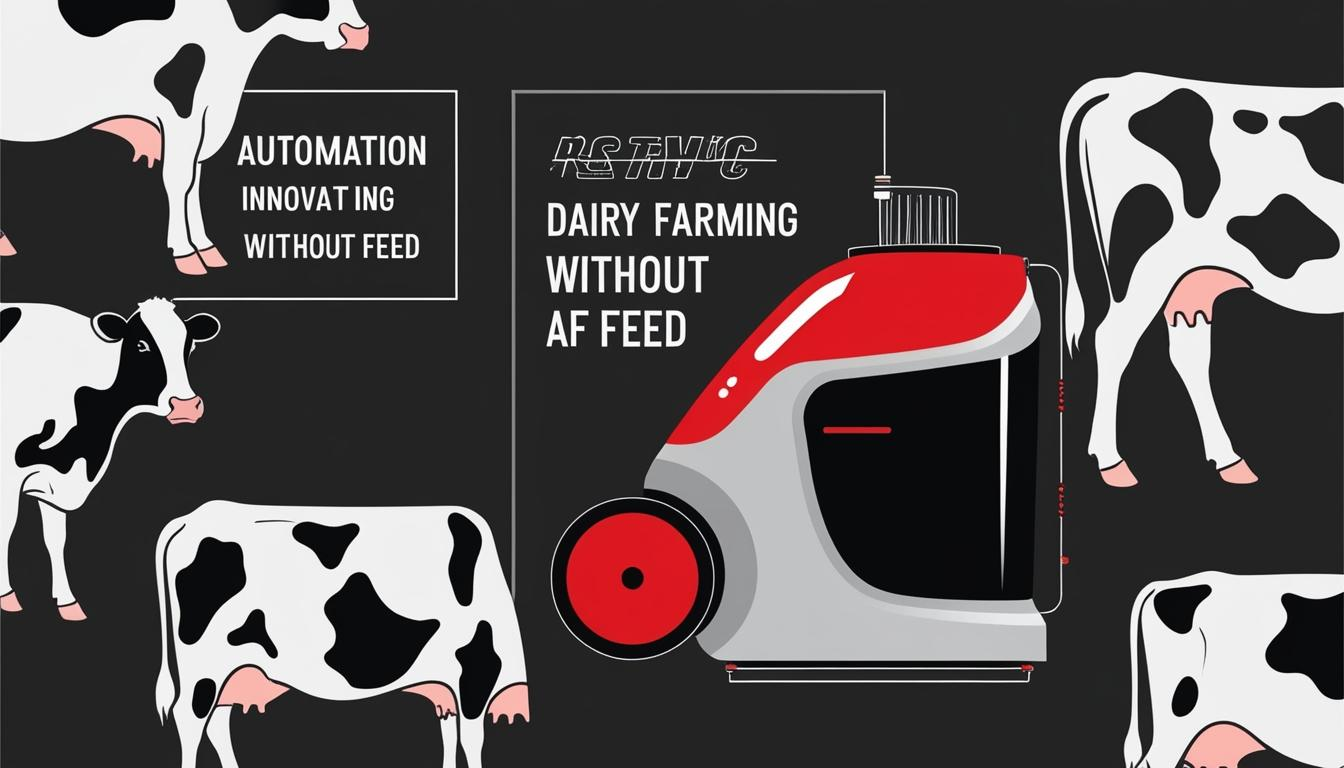 AUTOMATION
INNOVAT ING
WITHOUT FEED
DAIRY FARMING
WITHOUT
AF FEED